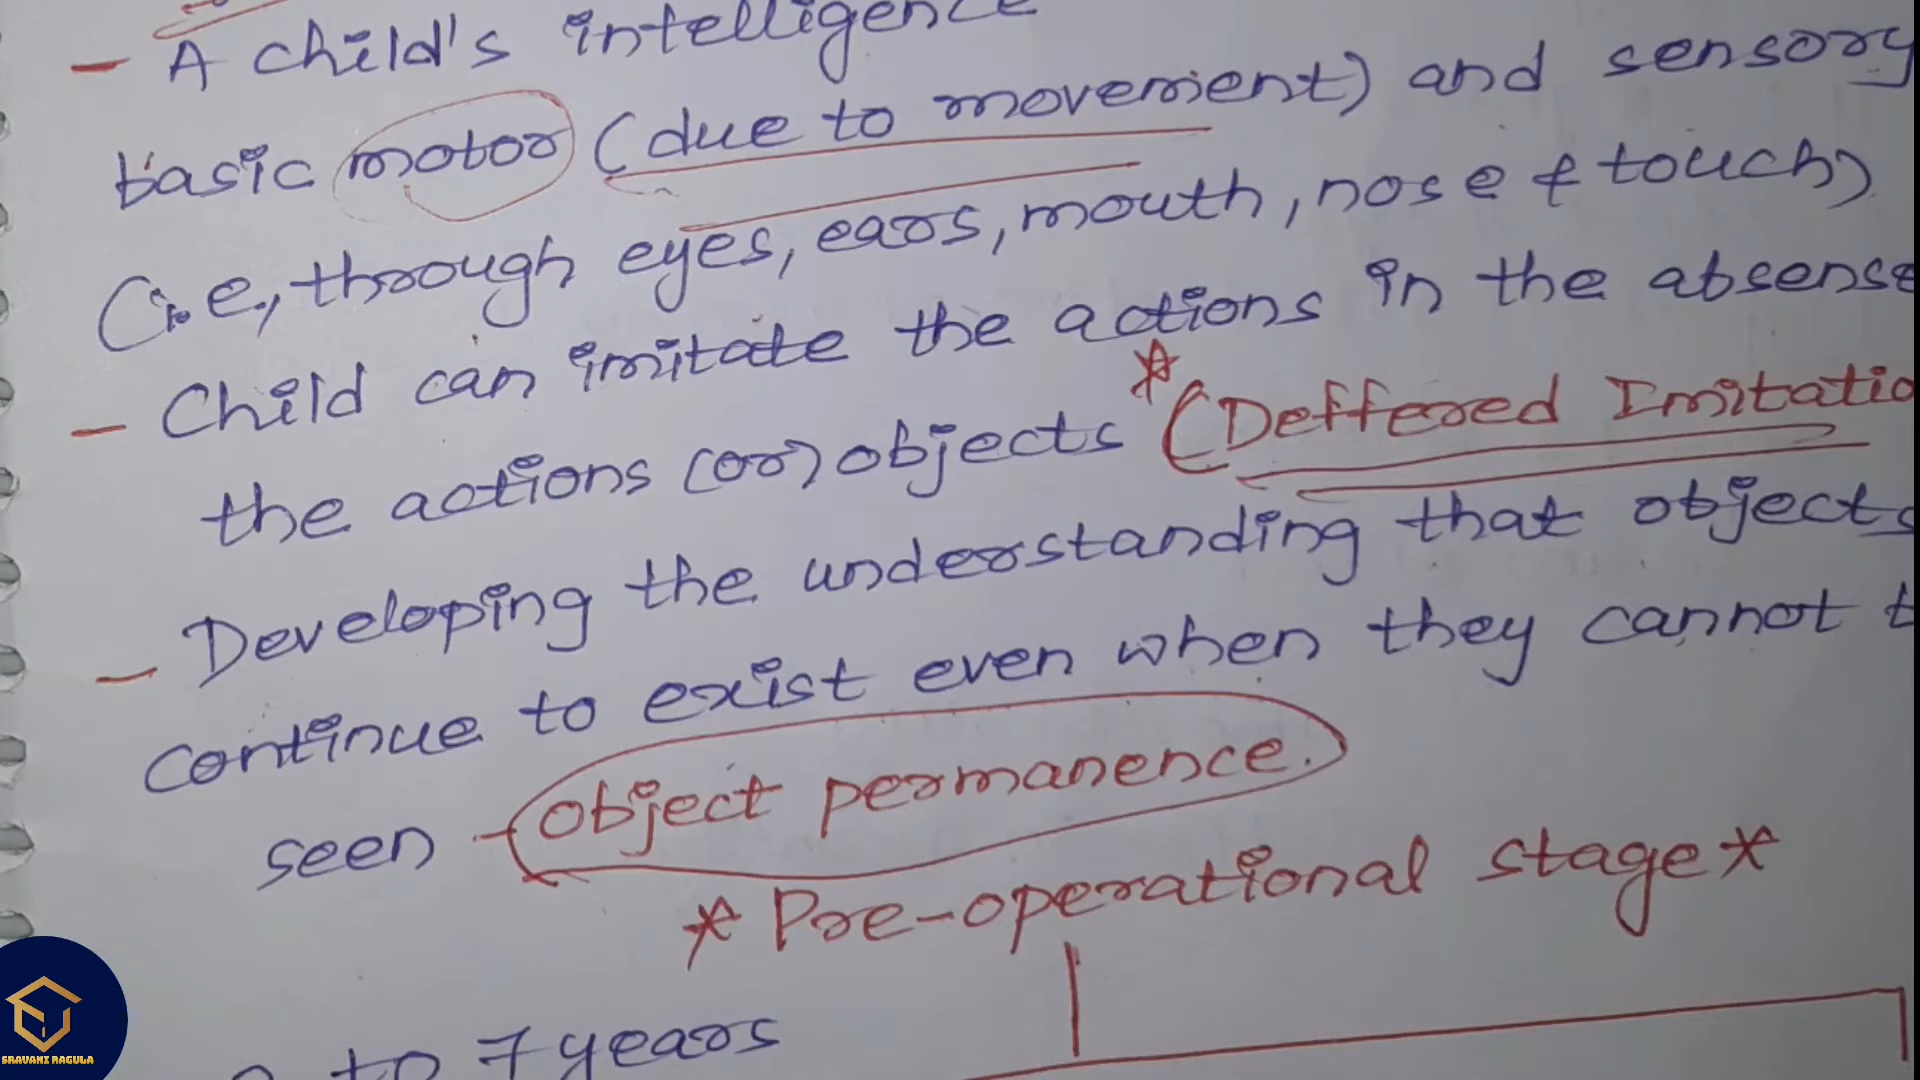 - A child's intelligence
basic motor (due to movement) and sensory
(i.e, through eyes, ears, mouth, nose & touch)
- Child can imitate the actions in the absense
the actions (or) objects * (Deffered Imitatio
- Developing the understanding that objects
continue to exist even when they cannot b
seen - object permanence.
* Pre-operational stage *
to 7 years
SRAVANI RAGULA